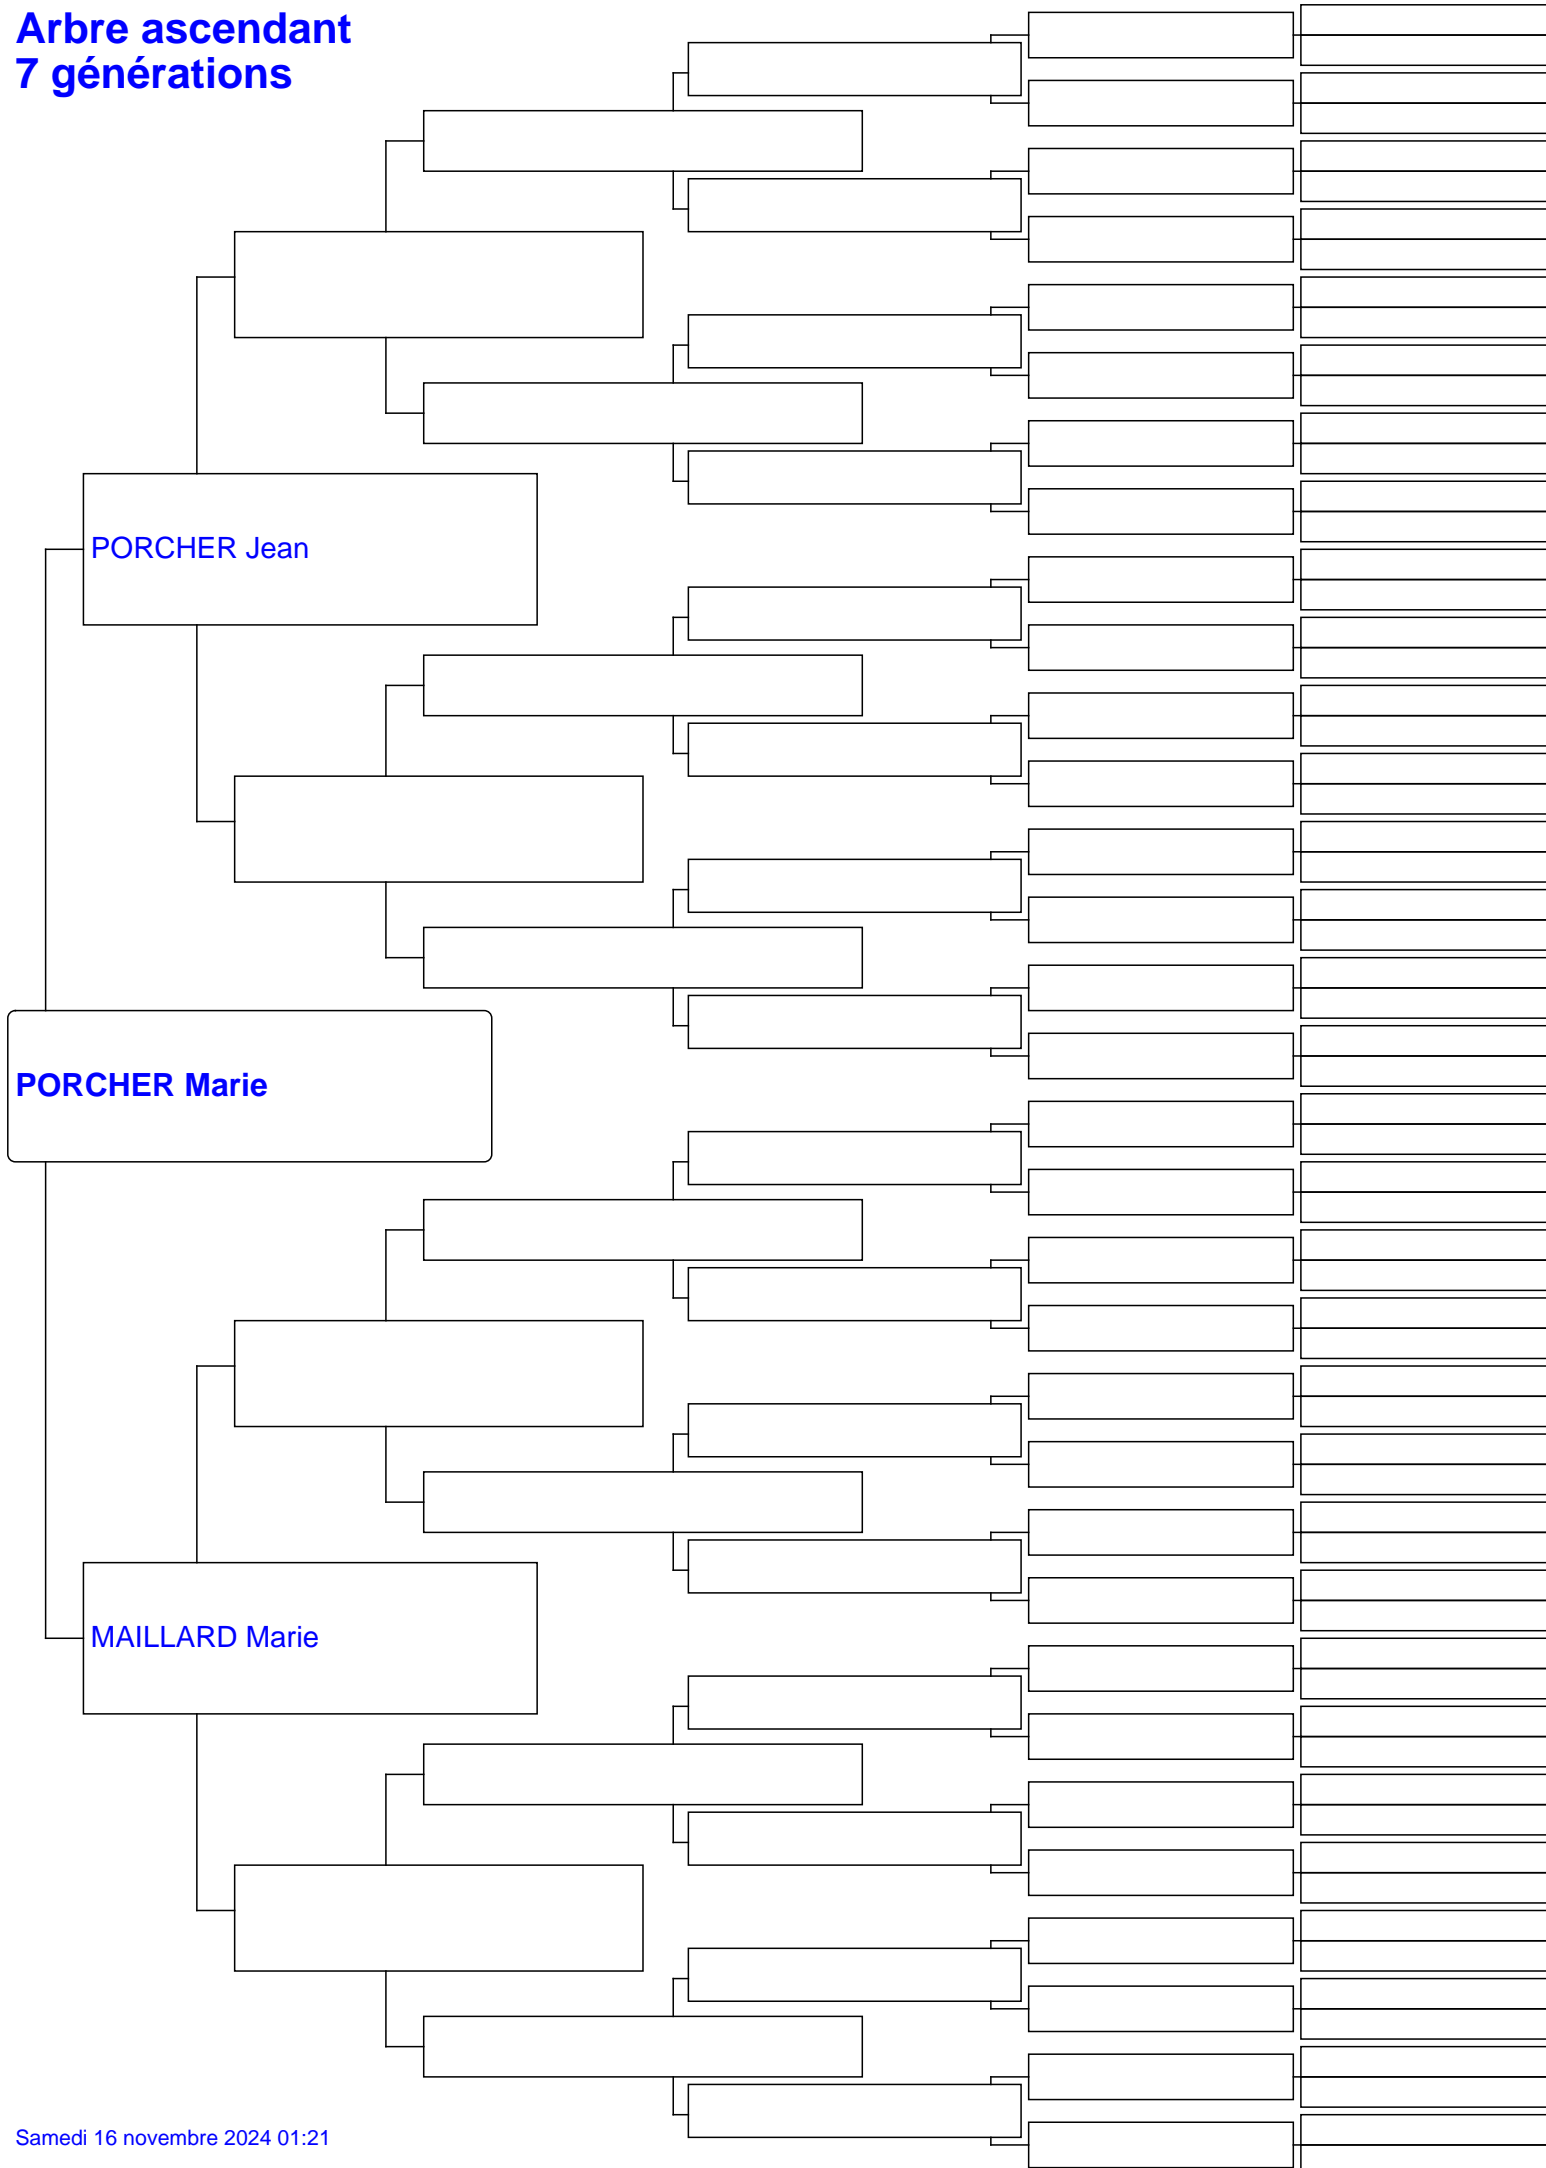 Arbre ascendant
7 générations
PORCHER Jean
PORCHER Marie
MAILLARD Marie
Samedi 16 novembre 2024 01:21